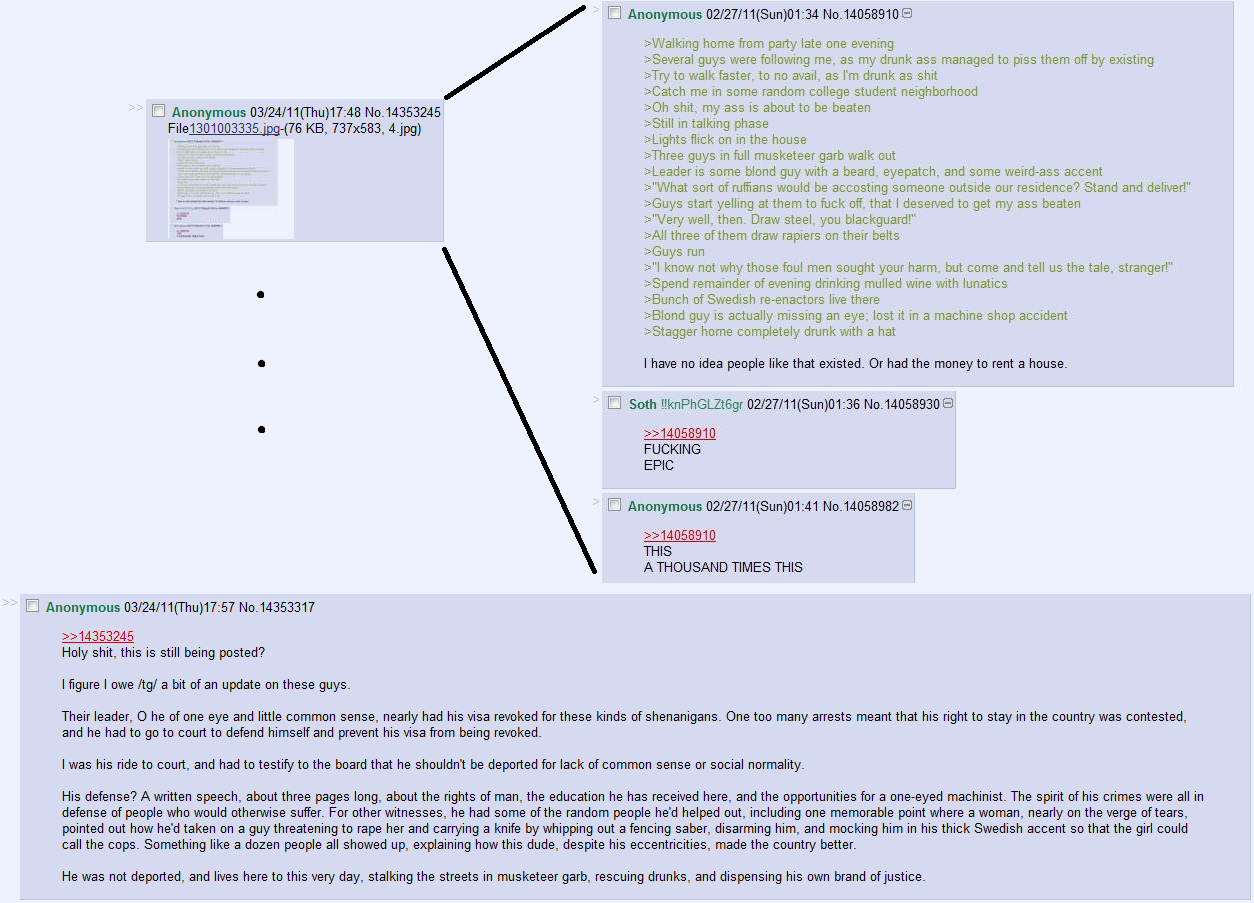 >> Anonymous 03/24/11(Thu)17:48 No.14353245
File1301003335.jpg-(76 KB, 737x583, 4.jpg)
> Anonymous 02/27/11(Sun)01:34 No.14058910
>Walking home from party late one evening
>Several guys were following me, as my drunk ass managed to piss them off by existing
>Try to walk faster, to no avail, as I'm drunk as shit
>Catch me in some random college student neighborhood
>Oh shit, my ass is about to be beaten
>Still in talking phase
>Lights flick on in the house
>Three guys in full musketeer garb walk out
>Leader is some blond guy with a beard, eyepatch, and some weird-ass accent
>"What sort of ruffians would be accosting someone outside our residence? Stand and deliver!"
>Guys start yelling at them to fuck off, that I deserved to get my ass beaten
>"Very well, then. Draw steel, you blackguard!"
>All three of them draw rapiers on their belts
>Guys run
>"I know not why those foul men sought your harm, but come and tell us the tale, stranger!"
>Spend remainder of evening drinking mulled wine with lunatics
>Bunch of Swedish re-enactors live there
>Blond guy is actually missing an eye; lost it in a machine shop accident
>Stagger home completely drunk with a hat
I have no idea people like that existed. Or had the money to rent a house.
> Soth !!knPhGLZt6gr 02/27/11(Sun)01:36 No.14058930
>>14058910
FUCKING
EPIC
> Anonymous 02/27/11(Sun)01:41 No.14058982
>>14058910
THIS
A THOUSAND TIMES THIS
>> Anonymous 03/24/11(Thu)17:57 No.14353317
>>14353245
Holy shit, this is still being posted?
I figure I owe /tg/ a bit of an update on these guys.
Their leader, O he of one eye and little common sense, nearly had his visa revoked for these kinds of shenanigans. One too many arrests meant that his right to stay in the country was contested,
and he had to go to court to defend himself and prevent his visa from being revoked.
I was his ride to court, and had to testify to the board that he shouldn't be deported for lack of common sense or social normality.
His defense? A written speech, about three pages long, about the rights of man, the education he has received here, and the opportunities for a one-eyed machinist. The spirit of his crimes were all in
defense of people who would otherwise suffer. For other witnesses, he had some of the random people he'd helped out, including one memorable point where a woman, nearly on the verge of tears,
pointed out how he'd taken on a guy threatening to rape her and carrying a knife by whipping out a fencing saber, disarming him, and mocking him in his thick Swedish accent so that the girl could
call the cops. Something like a dozen people all showed up, explaining how this dude, despite his eccentricities, made the country better.
He was not deported, and lives here to this very day, stalking the streets in musketeer garb, rescuing drunks, and dispensing his own brand of justice.